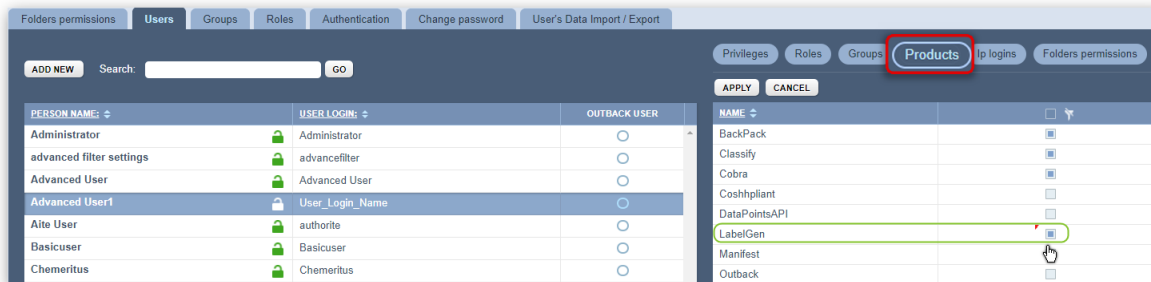 Folders permissions Users Groups Roles Authentication Change password User's Data Import / Export
Privileges Roles Groups Products Ip logins Folders permissions
ADD NEW Search: GO
APPLY CANCEL
PERSON NAME: USER LOGIN: OUTBACK USER
NAME
Administrator Administrator
BackPack
advanced filter settings advancefilter
Classify
Advanced User Advanced User
Cobra
Advanced User1 User_Login_Name
Coshhpliant
DataPointsAPI
Aite User authorite
LabelGen
Basicuser Basicuser
Manifest
Chemeritus Chemeritus
Outback